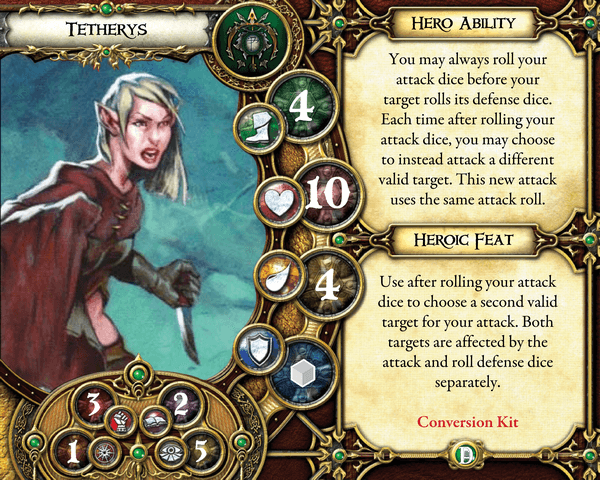 TETHERYS
4
10
4
3
2
1
5
HERO ABILITY
You may always roll your
attack dice before your
target rolls its defense dice.
Each time after rolling your
attack dice, you may choose
to instead attack a different
valid target. This new attack
uses the same attack roll.
HEROIC FEAT
Use after rolling your attack
dice to choose a second valid
target for your attack. Both
targets are affected by the
attack and roll defense dice
separately.
Conversion Kit